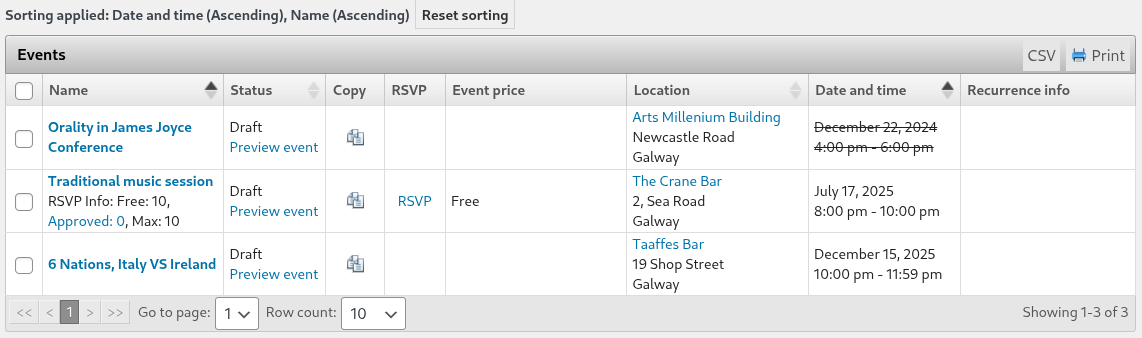 Sorting applied: Date and time (Ascending), Name (Ascending) Reset sorting
Events CSV Print
Name Status Copy RSVP Event price Location Date and time Recurrence info
Orality in James Joyce
Conference
Draft
Preview event
Arts Millenium Building
Newcastle Road
Galway
December 22, 2024
4:00 pm - 6:00 pm
Traditional music session
RSVP Info: Free: 10,
Approved: 0, Max: 10
Draft
Preview event
RSVP
Free
The Crane Bar
2, Sea Road
Galway
July 17, 2025
8:00 pm - 10:00 pm
6 Nations, Italy VS Ireland
Draft
Preview event
Taaffes Bar
19 Shop Street
Galway
December 15, 2025
10:00 pm - 11:59 pm
<< < 1 > >> Go to page: 1 Row count: 10 Showing 1-3 of 3